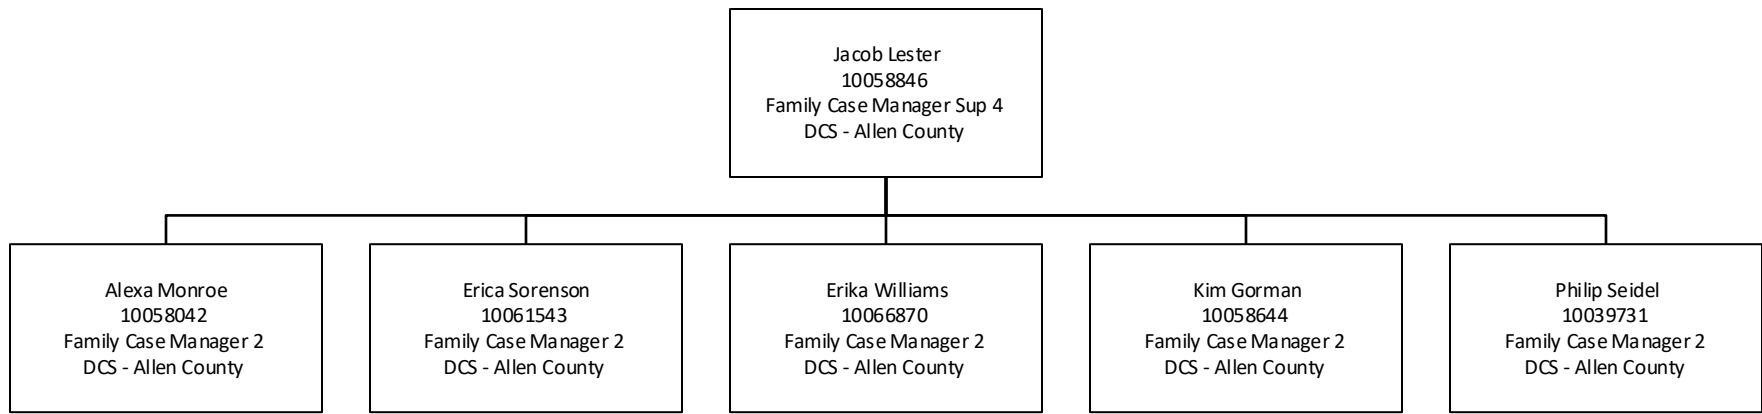 Jacob Lester
10058846
Family Case Manager Sup 4
DCS - Allen County
Alexa Monroe
10058042
Family Case Manager 2
DCS - Allen County
Erica Sorenson
10061543
Family Case Manager 2
DCS - Allen County
Erika Williams
10066870
Family Case Manager 2
DCS - Allen County
Kim Gorman
10058644
Family Case Manager 2
DCS - Allen County
Philip Seidel
10039731
Family Case Manager 2
DCS - Allen County